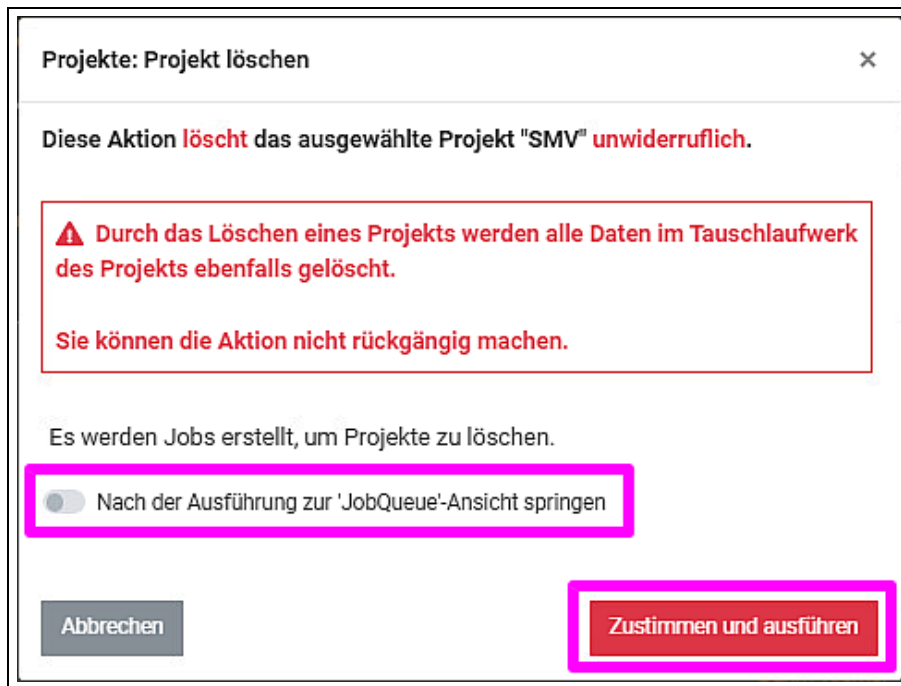 Projekte: Projekt löschen ×
Diese Aktion löscht das ausgewählte Projekt "SMV" unwiderruflich.
Durch das Löschen eines Projekts werden alle Daten im Tauschlaufwerk
des Projekts ebenfalls gelöscht.
Sie können die Aktion nicht rückgängig machen.
Es werden Jobs erstellt, um Projekte zu löschen.
Nach der Ausführung zur 'JobQueue'-Ansicht springen
Abbrechen
Zustimmen und ausführen